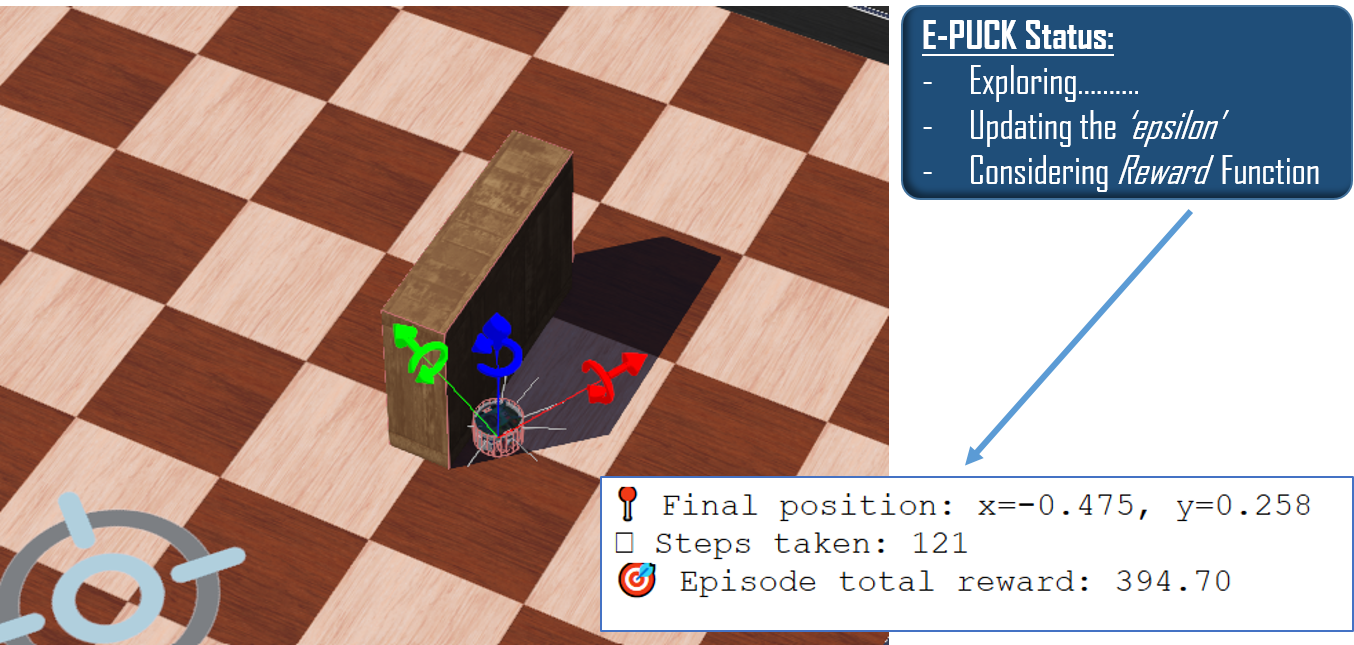 E-PUCK Status:
- Exploring..........
- Updating the 'epsilon'
- Considering Reward Function
📍 Final position: x=-0.475, y=0.258
□ Steps taken: 121
🎯 Episode total reward: 394.70